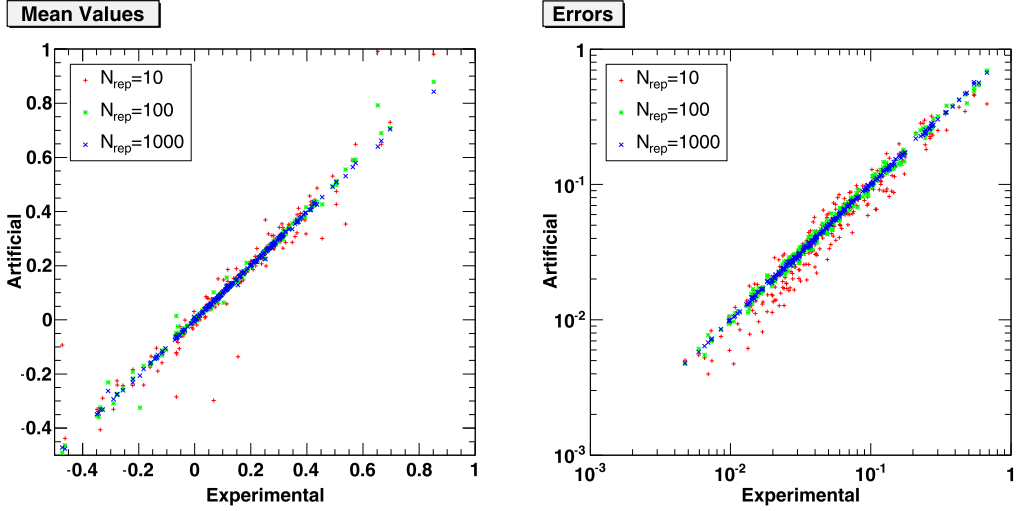 Mean Values
1
0.8
0.6
0.4
0.2
0
-0.2
-0.4
Artificial
N_rep=10
N_rep=100
N_rep=1000
-0.4 -0.2 0 0.2 0.4 0.6 0.8 1
Experimental
Errors
1
10^-1
10^-2
10^-3
Artificial
N_rep=10
N_rep=100
N_rep=1000
10^-3 10^-2 10^-1 1
Experimental